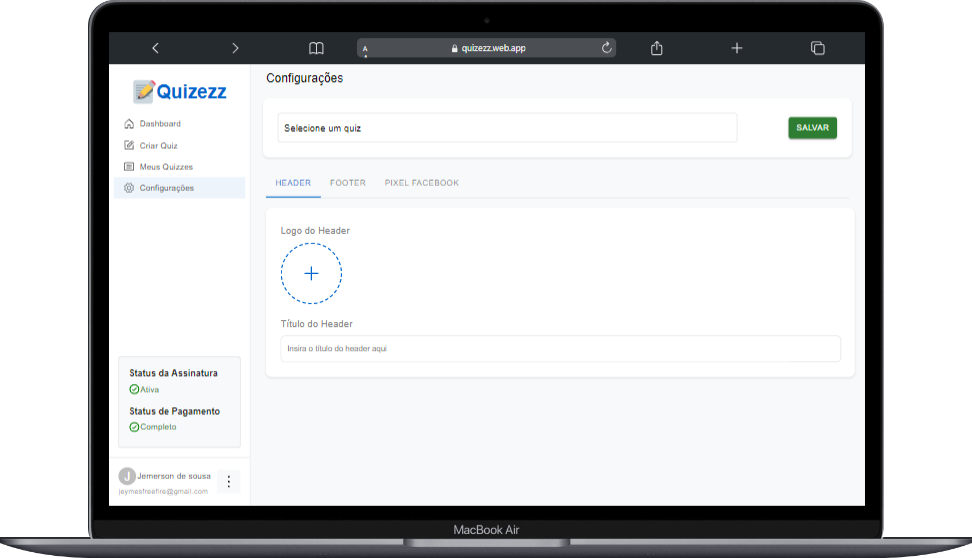 A
quizezz.web.app
Quizezz
Dashboard
Criar Quiz
Meus Quizzes
Configurações
Status da Assinatura
Ativa
Status de Pagamento
Completo
J
Jemerson de sousa
jeymesfreefire@gmail.com
Configurações
Selecione um quiz
SALVAR
HEADER
FOOTER
PIXEL FACEBOOK
Logo do Header
Título do Header
Insira o título do header aqui
MacBook Air